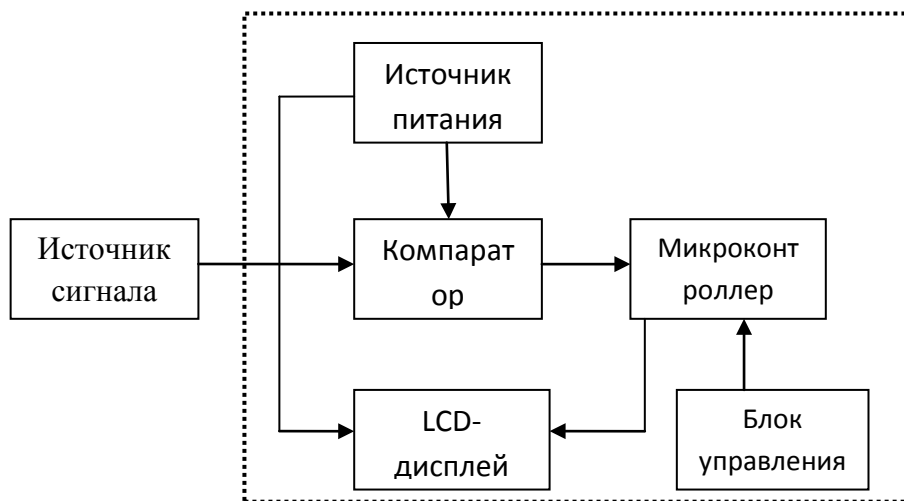 Источник
питания
Источник
сигнала
Компарат
ор
Микроконт
роллер
LCD-
дисплей
Блок
управления